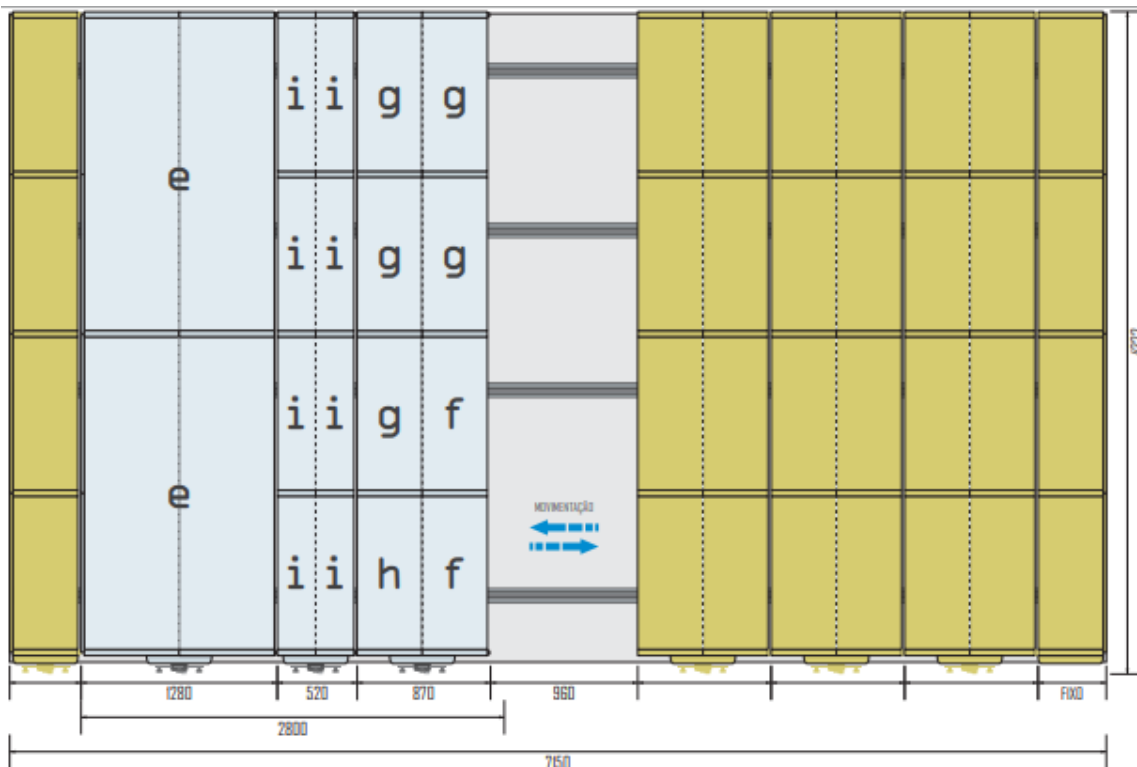 i i g g
e
i i g g
i i g f
e
MOVIMENTAÇÃO
i i h f
1280 520 870 960 FIXO
2800
7150